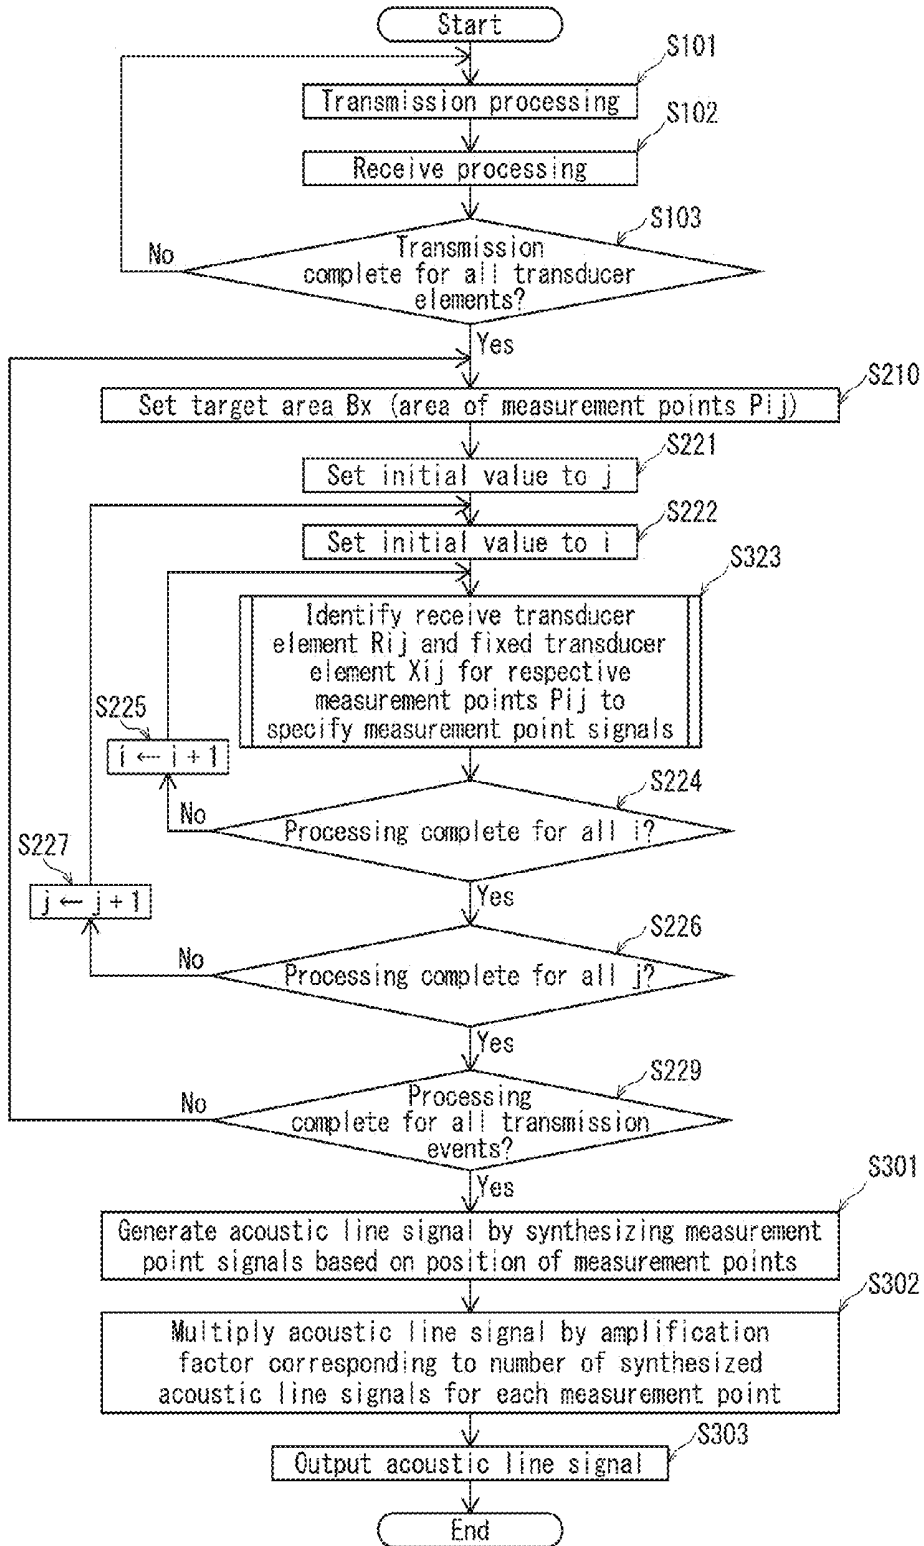 Start
S101
Transmission processing
S102
Receive processing
S103
Transmission
complete for all transducer
elements?
No
Yes
S210
Set target area Bx (area of measurement points Pij)
S221
Set initial value to j
S222
Set initial value to i
S323
Identify receive transducer
element Rij and fixed transducer
element Xij for respective
measurement points Pij to
specify measurement point signals
S225
i ← i + 1
S224
No
Processing complete for all i?
S227
j ← j + 1
Yes
S226
No
Processing complete for all j?
Yes
S229
No
Processing
complete for all transmission
events?
Yes
S301
Generate acoustic line signal by synthesizing measurement
point signals based on position of measurement points
S302
Multiply acoustic line signal by amplification
factor corresponding to number of synthesized
acoustic line signals for each measurement point
S303
Output acoustic line signal
End